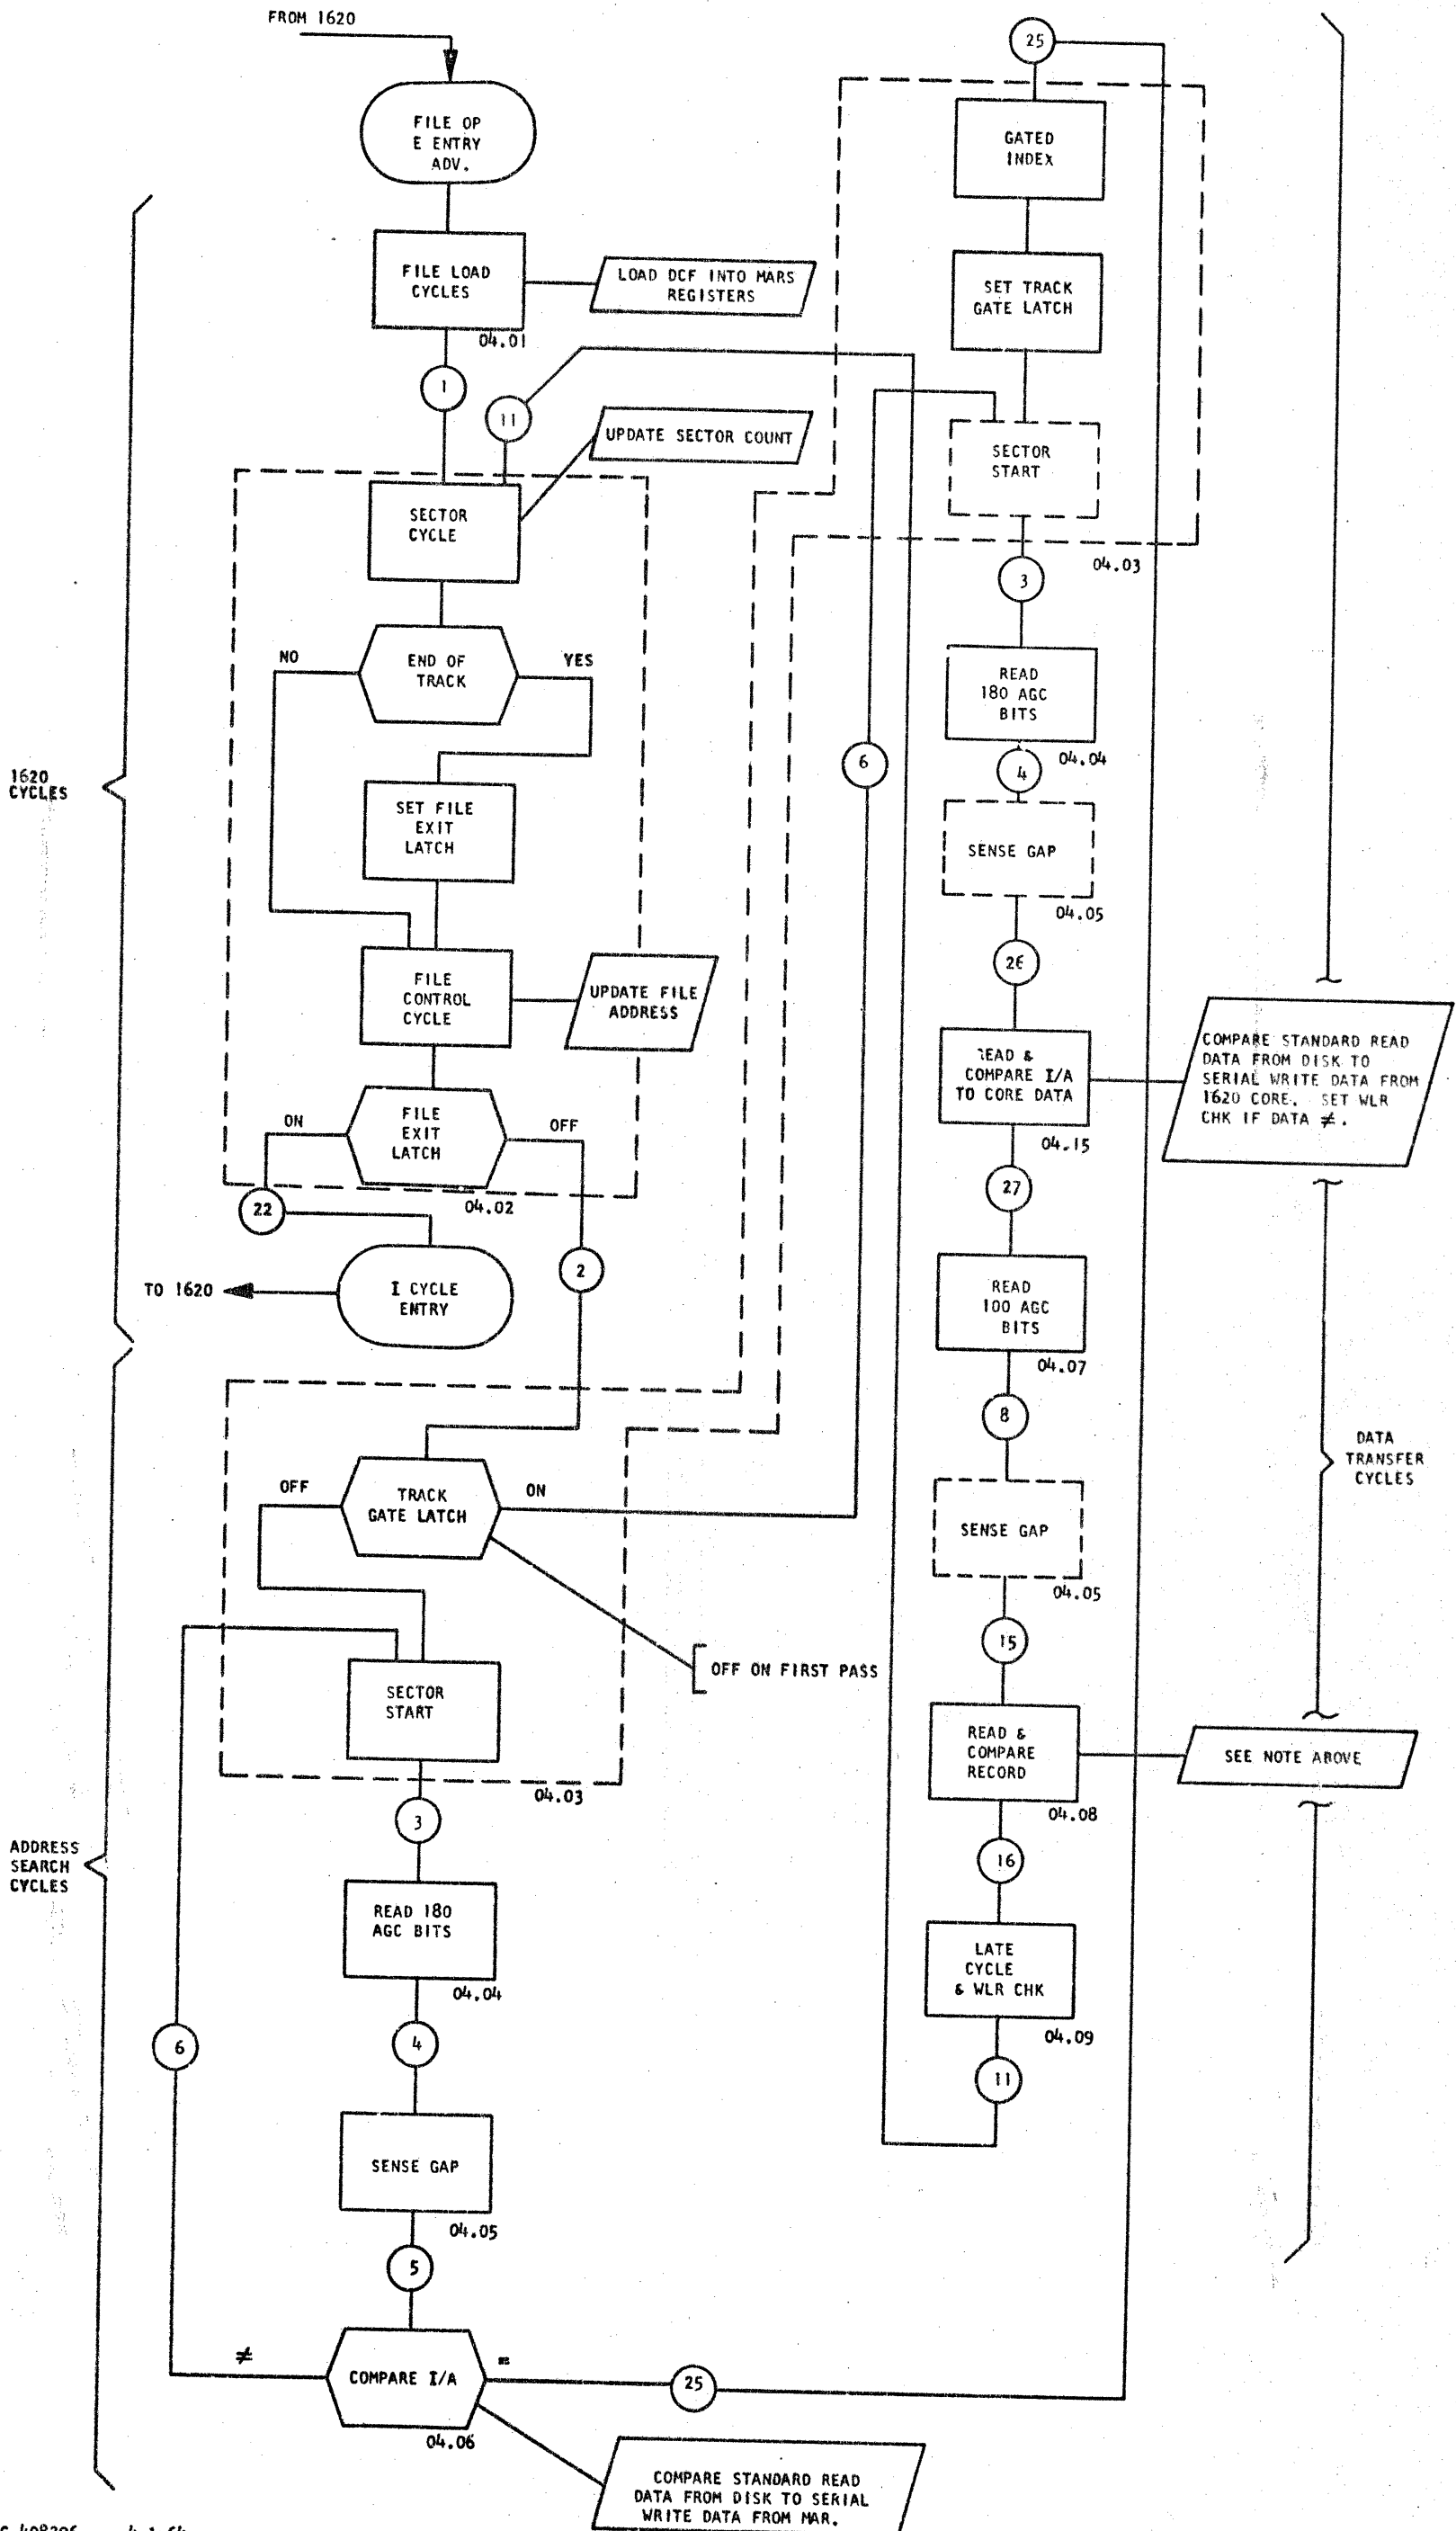 FROM 1620
FILE OP
E ENTRY
ADV.
FILE LOAD
CYCLES
04.01
LOAD DCF INTO MARS
REGISTERS
1
11
UPDATE SECTOR COUNT
SECTOR
CYCLE
END OF
TRACK
NO
YES
SET FILE
EXIT
LATCH
1620
CYCLES
FILE
CONTROL
CYCLE
UPDATE FILE
ADDRESS
FILE
EXIT
LATCH
ON
OFF
04.02
22
2
I CYCLE
ENTRY
TO 1620
TRACK
GATE LATCH
OFF
ON
OFF ON FIRST PASS
SECTOR
START
04.03
3
ADDRESS
SEARCH
CYCLES
READ 180
AGC BITS
04.04
4
6
SENSE GAP
04.05
5
COMPARE I/A
≠
=
04.06
25
COMPARE STANDARD READ
DATA FROM DISK TO SERIAL
WRITE DATA FROM MAR.
25
GATED
INDEX
SET TRACK
GATE LATCH
SECTOR
START
04.03
3
6
READ
180 AGC
BITS
04.04
4
SENSE GAP
04.05
26
READ &
COMPARE I/A
TO CORE DATA
04.15
COMPARE STANDARD READ
DATA FROM DISK TO
SERIAL WRITE DATA FROM
1620 CORE. SET WLR
CHK IF DATA ≠.
27
READ
100 AGC
BITS
04.07
8
DATA
TRANSFER
CYCLES
SENSE GAP
04.05
15
READ &
COMPARE
RECORD
04.08
SEE NOTE ABOVE
16
LATE
CYCLE
& WLR CHK
04.09
11